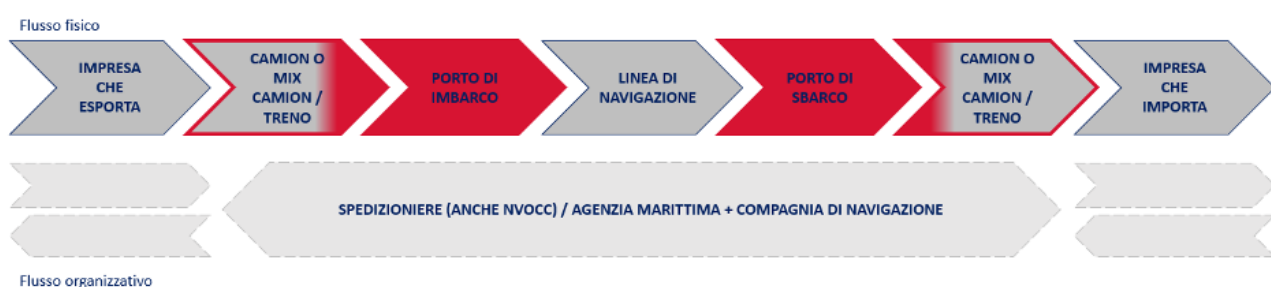 Flusso fisico
IMPRESA
CHE
ESPORTA
CAMION O
MIX
CAMION /
TRENO
PORTO DI
IMBARCO
LINEA DI
NAVIGAZIONE
PORTO DI
SBARCO
CAMION O
MIX
CAMION /
TRENO
IMPRESA
CHE
IMPORTA
SPEDIZIONIERE (ANCHE NVOCC) / AGENZIA MARITTIMA + COMPAGNIA DI NAVIGAZIONE
Flusso organizzativo